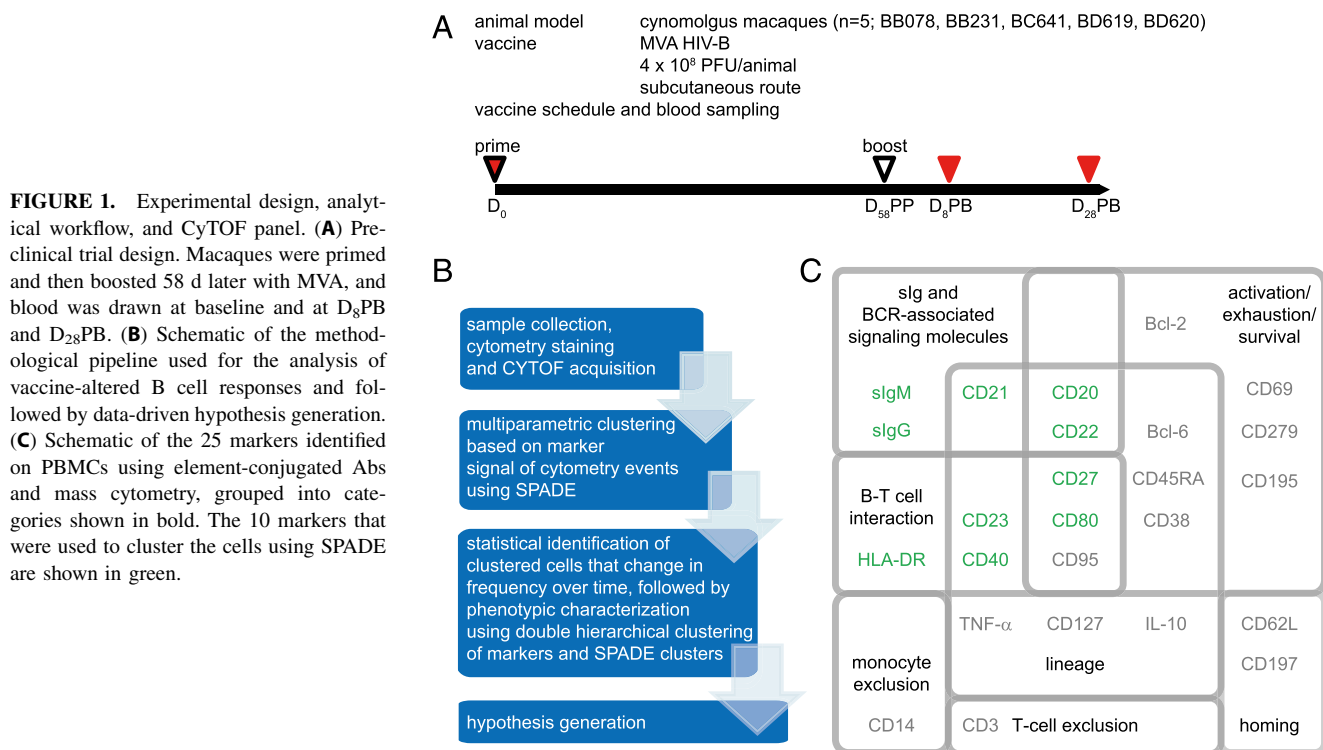 FIGURE 1. Experimental design, analyt-
ical workflow, and CyTOF panel. (A) Pre-
clinical trial design. Macaques were primed
and then boosted 58 d later with MVA, and
blood was drawn at baseline and at D8PB
and D28PB. (B) Schematic of the method-
ological pipeline used for the analysis of
vaccine-altered B cell responses and fol-
lowed by data-driven hypothesis generation.
(C) Schematic of the 25 markers identified
on PBMCs using element-conjugated Abs
and mass cytometry, grouped into cate-
gories shown in bold. The 10 markers that
were used to cluster the cells using SPADE
are shown in green.
A
animal model cynomolgus macaques (n=5; BB078, BB231, BC641, BD619, BD620)
vaccine MVA HIV-B
4 x 10⁸ PFU/animal
subcutaneous route
vaccine schedule and blood sampling
prime boost
D0 D58PP D8PB D28PB
B
sample collection,
cytometry staining
and CYTOF acquisition
multiparametric clustering
based on marker
signal of cytometry events
using SPADE
statistical identification of
clustered cells that change in
frequency over time, followed by
phenotypic characterization
using double hierarchical clustering
of markers and SPADE clusters
hypothesis generation
C
sIg and
BCR-associated
signaling molecules
Bcl-2
activation/
exhaustion/
survival
sIgM CD21 CD20 CD69
sIgG CD22 Bcl-6 CD279
CD27 CD45RA CD195
B-T cell
interaction
CD23 CD80 CD38
HLA-DR CD40 CD95
TNF-α CD127 IL-10 CD62L
monocyte
exclusion
lineage CD197
CD14 CD3 T-cell exclusion homing